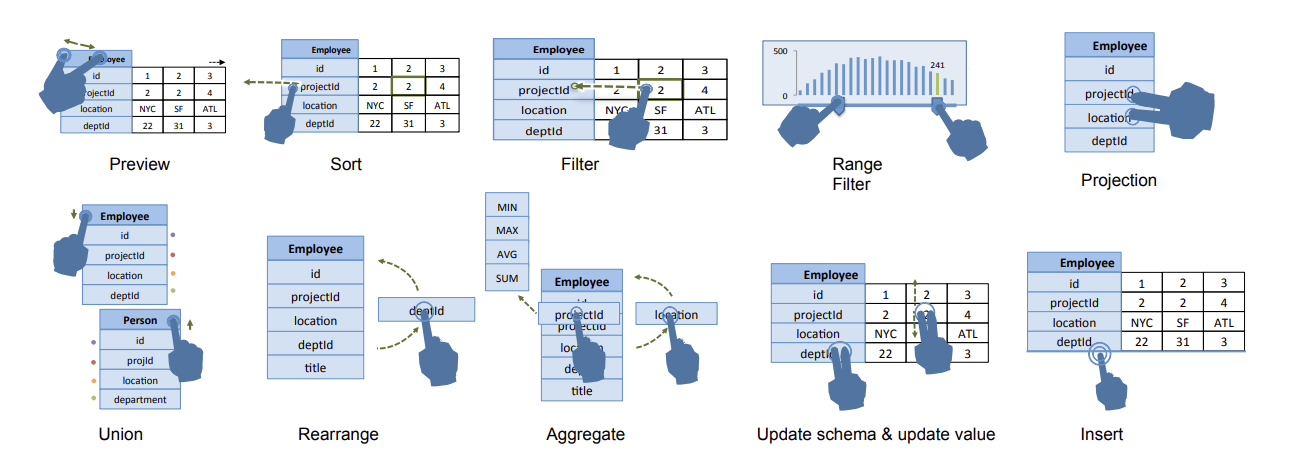 Employee
id 1 2 3
projectId 2 2 4
location NYC SF ATL
deptId 22 31 3
Preview
Employee
id 1 2 3
projectId 2 2 4
location NYC SF ATL
deptId 22 31 3
Sort
Employee
id 1 2 3
projectId 2 2 4
location NYC SF ATL
deptId 31 3
Filter
500
241
0
Range
Filter
Employee
id
projectId
location
deptId
Projection
Employee
id
projectId
location
deptId
Person
id
projId
location
department
Union
Employee
id
projectId
location
deptId
title
deptId
Rearrange
MIN
MAX
AVG
SUM
Employee
id
projectId
projectId
location
title
location
Aggregate
Employee
id 1 2 3
projectId 2 2 4
location NYC ATL
deptId 22 3
Update schema & update value
Employee
id 1 2 3
projectId 2 2 4
location NYC SF ATL
deptId 22 31 3
Insert